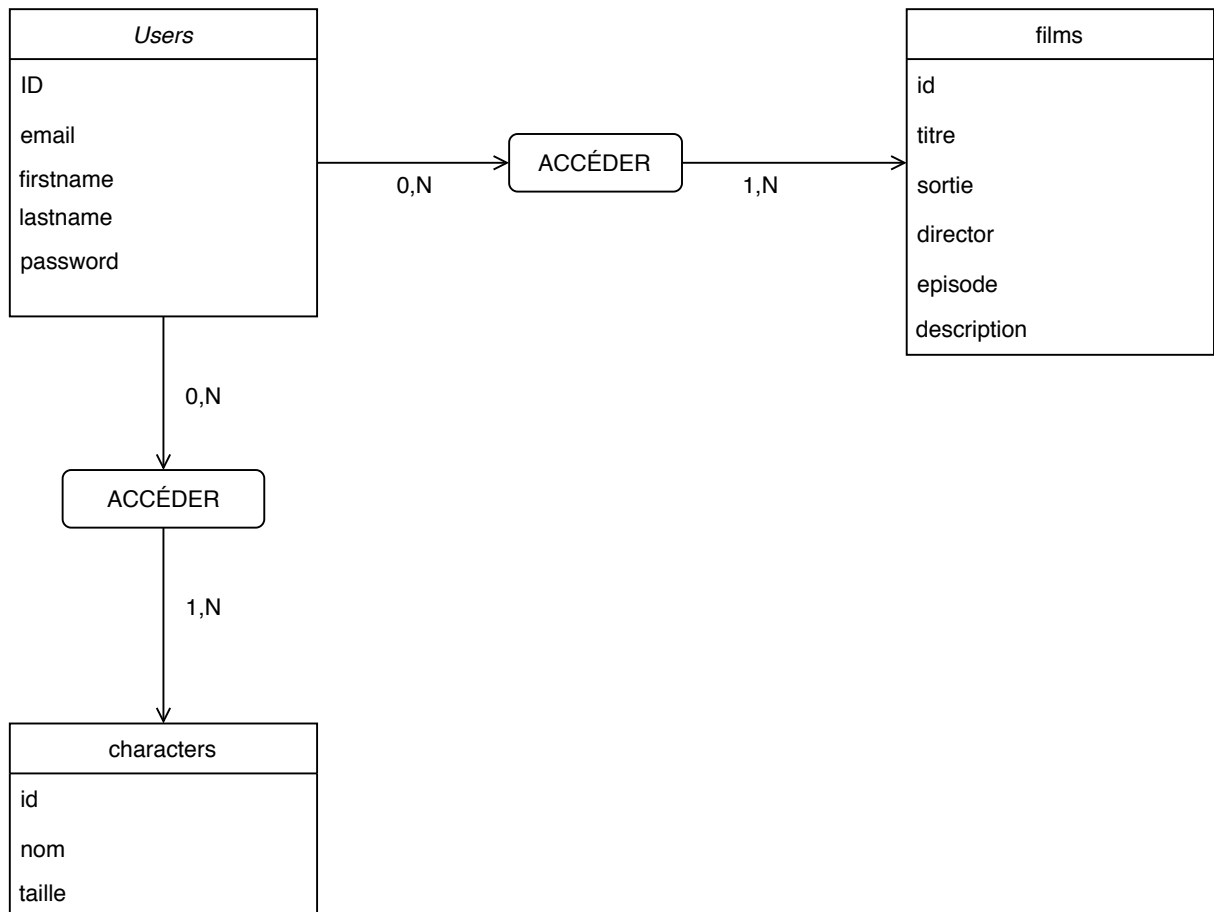 Users
ID
email
firstname
lastname
password
0,N
ACCÉDER
1,N
films
id
titre
sortie
director
episode
description
0,N
ACCÉDER
1,N
characters
id
nom
taille